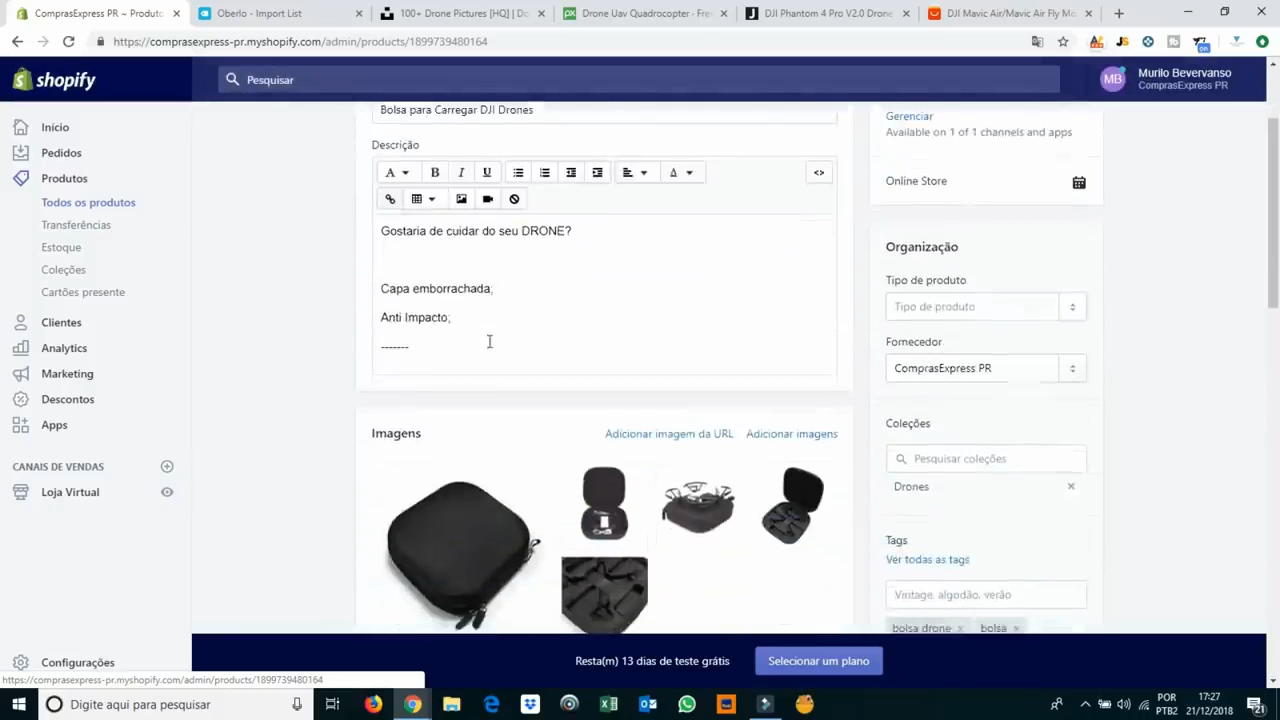 ComprasExpress PR ~ Produto
Oberlo - Import List
100+ Drone Pictures [HQ] | Do
Drone Uav Quadrocopter - Free
DJI Phantom 4 Pro V2.0 Drone
DJI Mavic Air/Mavic Air Fly Mo
https://comprasexpress-pr.myshopify.com/admin/products/1899739480164
shopify
Pesquisar
MB
Murilo Bevervanso
ComprasExpress PR
Início
Pedidos
Produtos
Todos os produtos
Transferências
Estoque
Coleções
Cartões presente
Clientes
Analytics
Marketing
Descontos
Apps
CANAIS DE VENDAS
Loja Virtual
Configurações
https://comprasexpress-pr.myshopify.com/admin/products/1899739480164
Bolsa para Carregar DJI Drones
Descrição
A B I U A <>
Gostaria de cuidar do seu DRONE?
Capa emborrachada;
Anti Impacto;
-------
Imagens
Adicionar imagem da URL
Adicionar imagens
Gerenciar
Available on 1 of 1 channels and apps
Online Store
Organização
Tipo de produto
Tipo de produto
Fornecedor
ComprasExpress PR
Coleções
Pesquisar coleções
Drones
Tags
Ver todas as tags
Vintage, algodão, verão
bolsa drone
bolsa
Resta(m) 13 dias de teste grátis
Selecionar um plano
Digite aqui para pesquisar
POR
PTB2
17:27
21/12/2018
21